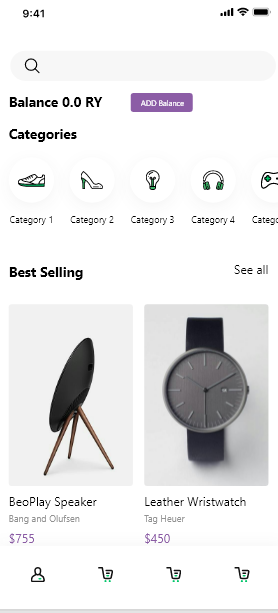 9:41
Balance 0.0 RY
ADD Balance
Categories
Category 1
Category 2
Category 3
Category 4
Catego
Best Selling
See all
BeoPlay Speaker
Leather Wristwatch
Bang and Olufsen
Tag Heuer
$755
$450